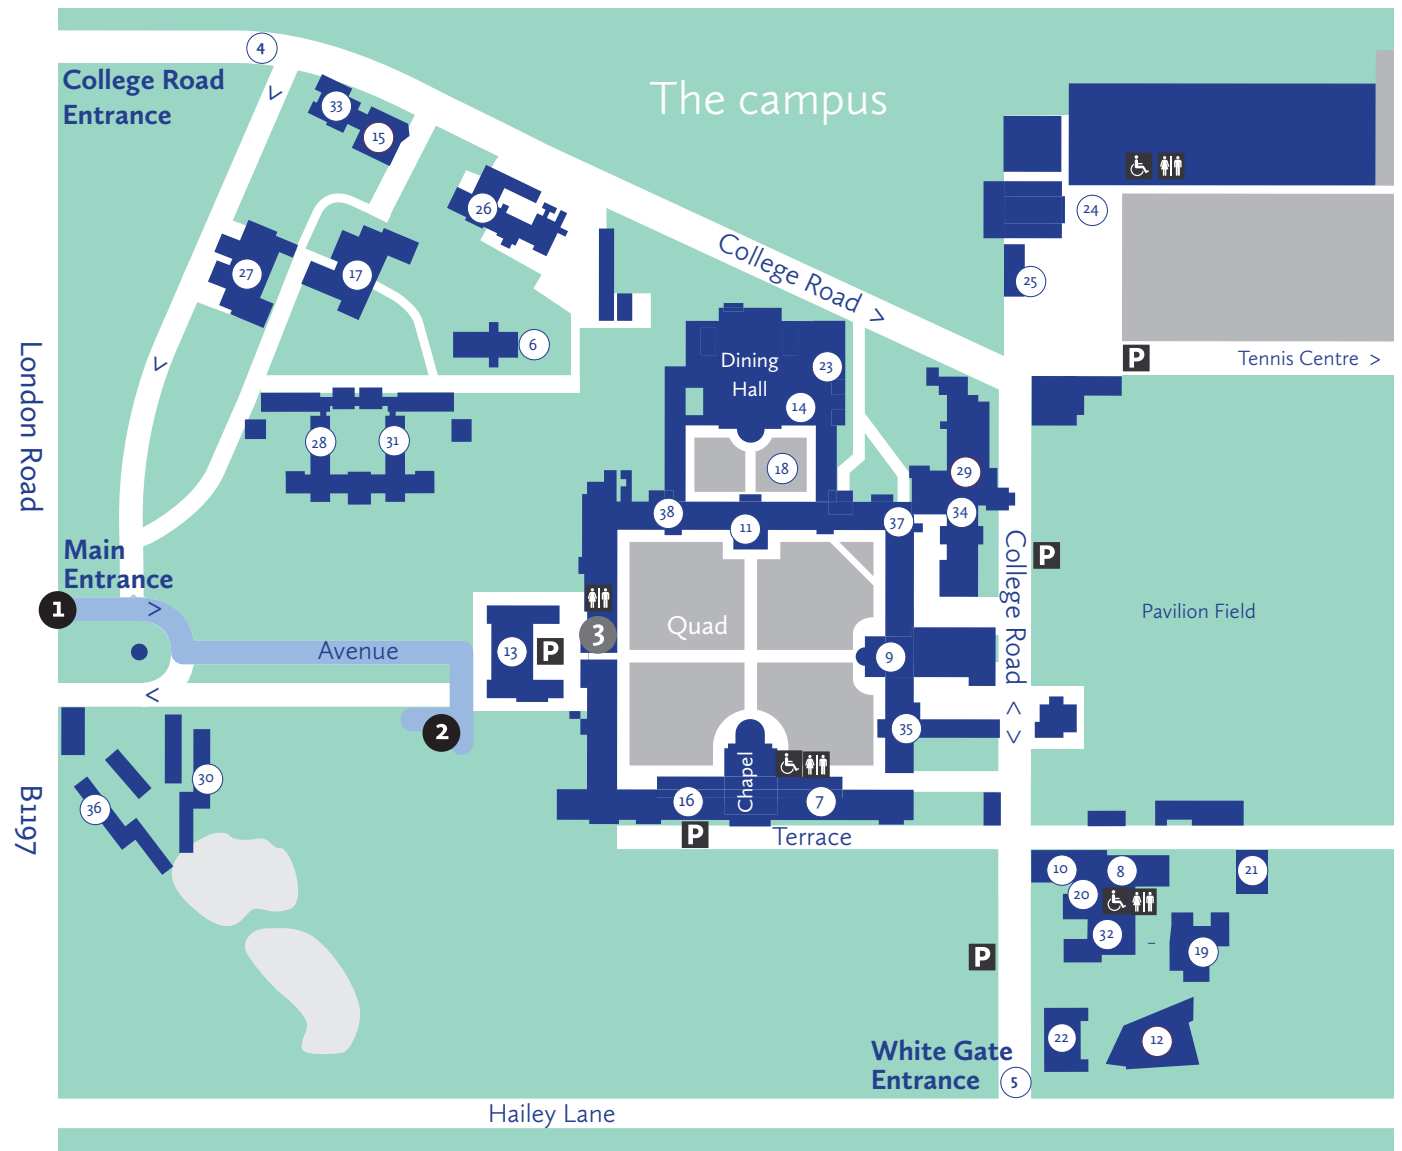 4
College Road
Entrance
The campus
33
15
26
24
27
17
25
College Road >
6
Dining
Hall
23
14
P
Tennis Centre >
London Road
28
31
18
29
38
11
37
34
Main
Entrance
1
>
Avenue
<
13
P
3
Quad
9
College Road
P
Pavilion Field
2
35
< >
30
36
B1197
Chapel
16
7
P
Terrace
10
8
21
20
32
19
P
22
12
White Gate
Entrance
5
Hailey Lane